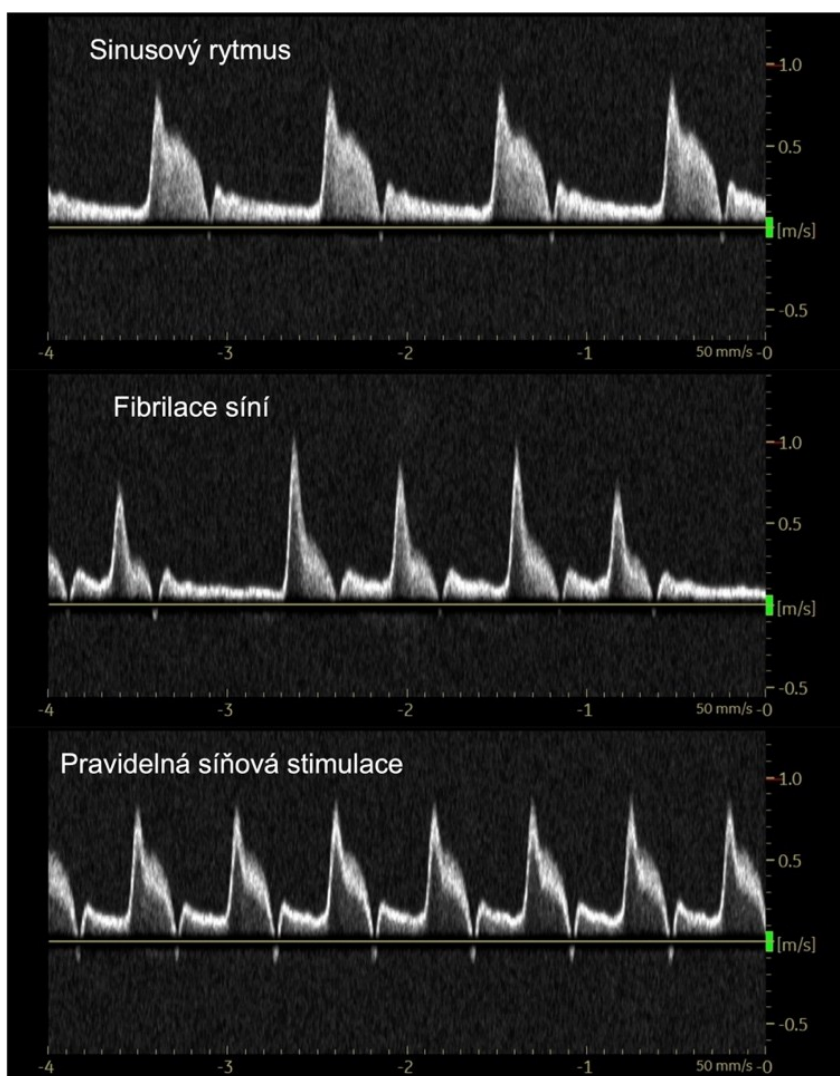 Sinusový rytmus
1.0
0.5
[m/s]
-0.5
-4 -3 -2 -1 50 mm/s -0
Fibrilace síní
1.0
0.5
[m/s]
-0.5
-4 -3 -2 -1 50 mm/s -0
Pravidelná síňová stimulace
1.0
0.5
[m/s]
-0.5
-4 -3 -2 -1 50 mm/s -0